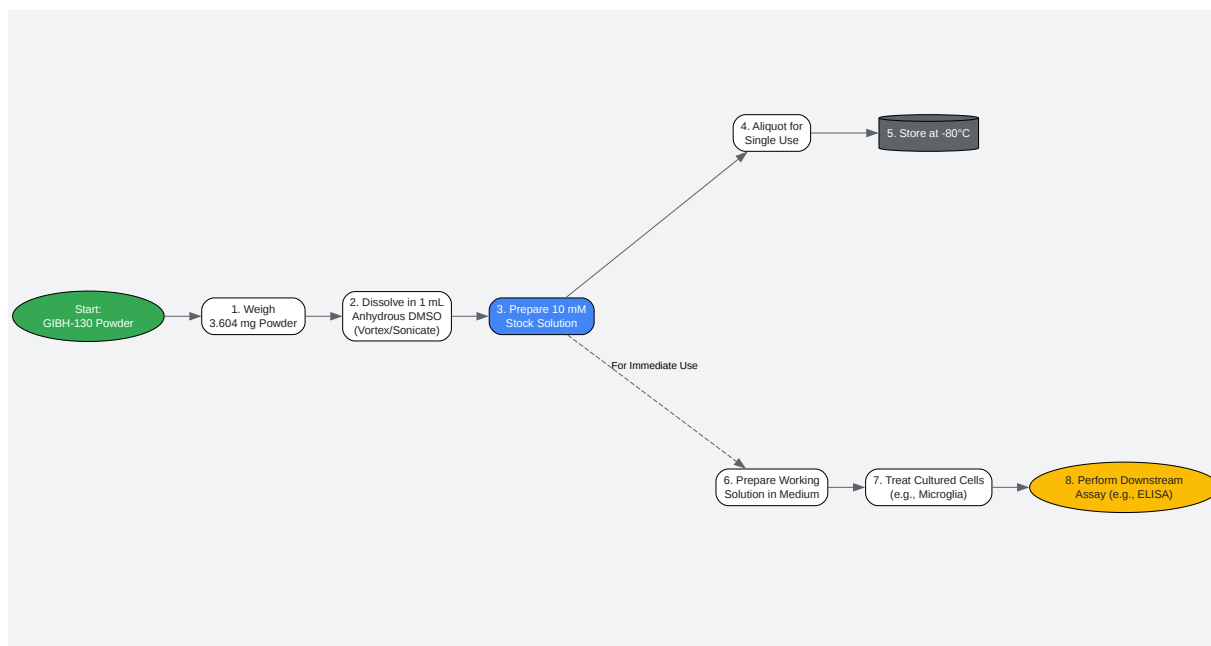 Start:
GIBH-130 Powder
1. Weigh
3.604 mg Powder
2. Dissolve in 1 mL
Anhydrous DMSO
(Vortex/Sonicate)
3. Prepare 10 mM
Stock Solution
4. Aliquot for
Single Use
5. Store at -80°C
For Immediate Use
6. Prepare Working
Solution in Medium
7. Treat Cultured Cells
(e.g., Microglia)
8. Perform Downstream
Assay (e.g., ELISA)